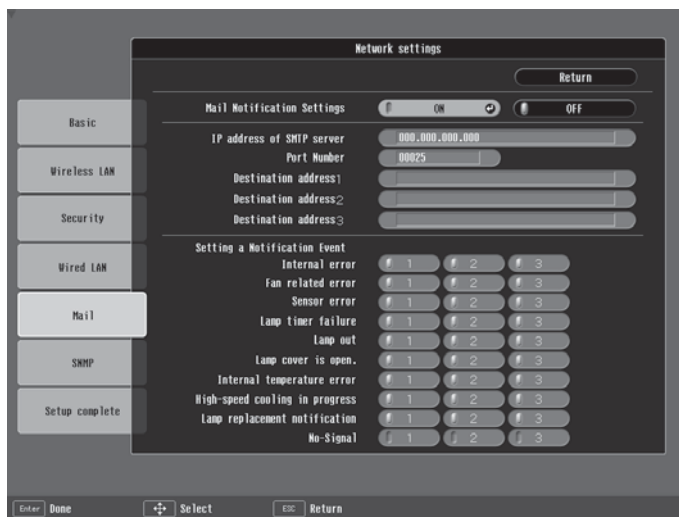 Network settings
Return
Mail Notification Settings ON OFF
IP address of SMTP server 000.000.000.000
Port Number 00025
Destination address1
Destination address2
Destination address3
Setting a Notification Event
Internal error 1 2 3
Fan related error 1 2 3
Sensor error 1 2 3
Lamp timer failure 1 2 3
Lamp out 1 2 3
Lamp cover is open. 1 2 3
Internal temperature error 1 2 3
High-speed cooling in progress 1 2 3
Lamp replacement notification 1 2 3
No-Signal 1 2 3
Basic
Wireless LAN
Security
Wired LAN
Mail
SNMP
Setup complete
Enter Done Select ESC Return